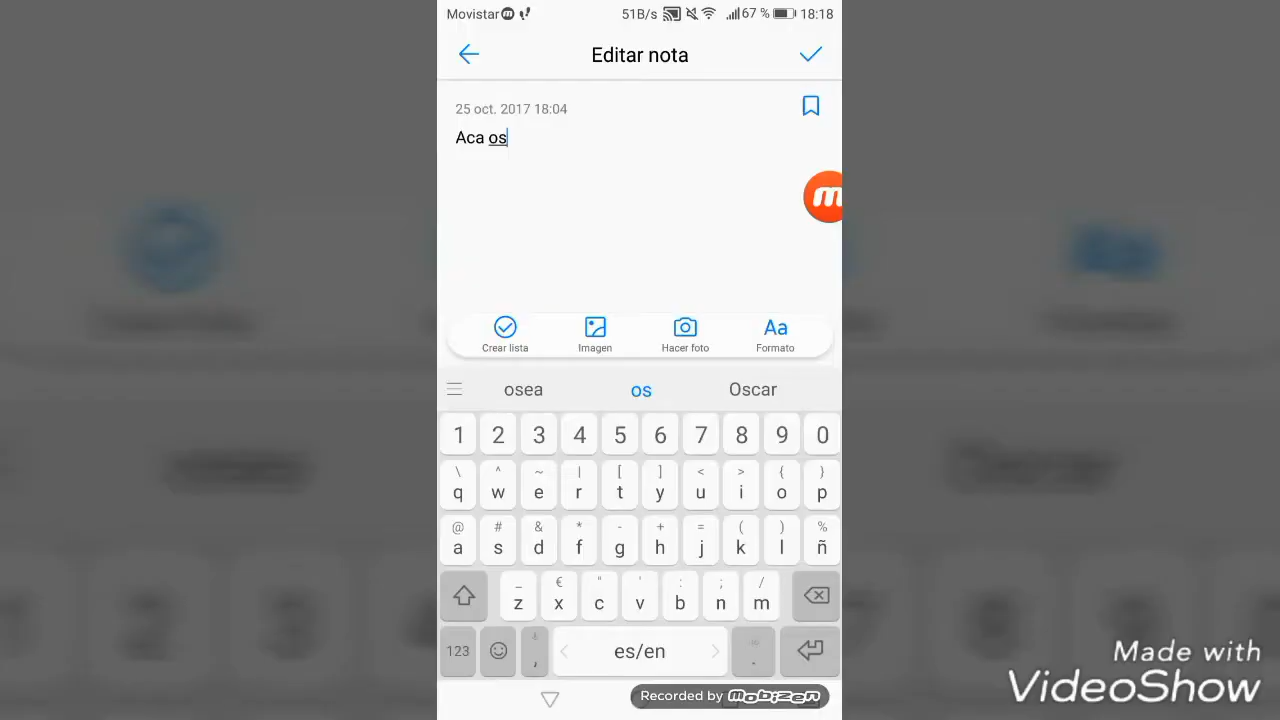 Movistar 51B/s 67 % 18:18
Editar nota
25 oct. 2017 18:04
Aca os
Crear lista Imagen Hacer foto Formato
osea os Oscar
1 2 3 4 5 6 7 8 9 0
\ ^ ~ | [ ] < > { }
q w e r t y u i o p
@ # & * - + = ( ) %
a s d f g h j k l ñ
_ € " ' : ; /
z x c v b n m
123 , es/en .
Recorded by mobizen
Made with
VideoShow